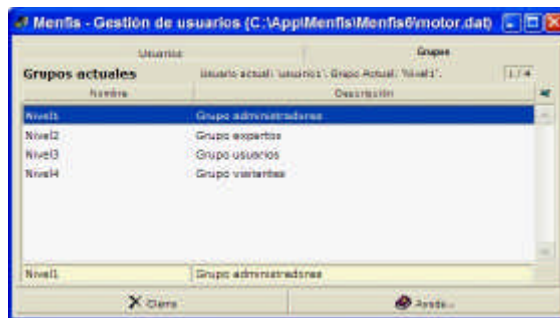 Menfis - Gestión de usuarios (C:\App\Menfis\Menfis6\motor.dat)
Usuarios Grupos
Grupos actuales Usuario actual: 'usuario1'. Grupo Actual: 'Nivel1'. 1 / 4
Nombre Descripción
Nivel1 Grupo administradores
Nivel2 Grupo expertos
Nivel3 Grupo usuarios
Nivel4 Grupo visitantes
Nivel1 Grupo administradores
Cierra Ayuda...